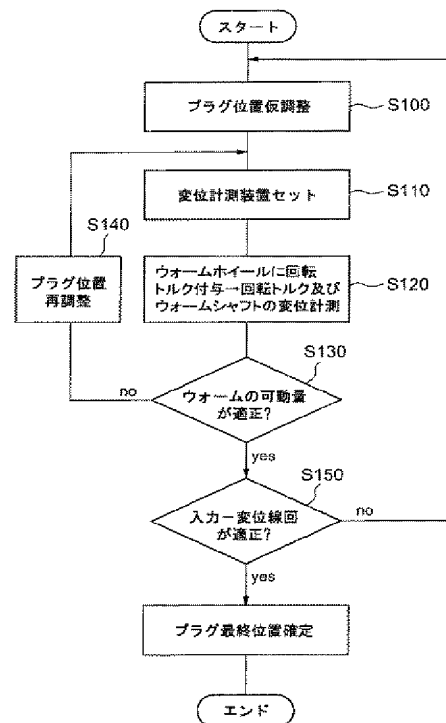 スタート
プラグ位置仮調整
S100
変位計測装置セット
S110
S140
プラグ位置
再調整
ウォームホイールに回転
トルク付与→回転トルク及び
ウォームシャフトの変位計測
S120
S130
no
ウォームの可動量
が適正?
yes
S150
入力ー変位線回
が適正?
no
yes
プラグ最終位置確定
エンド